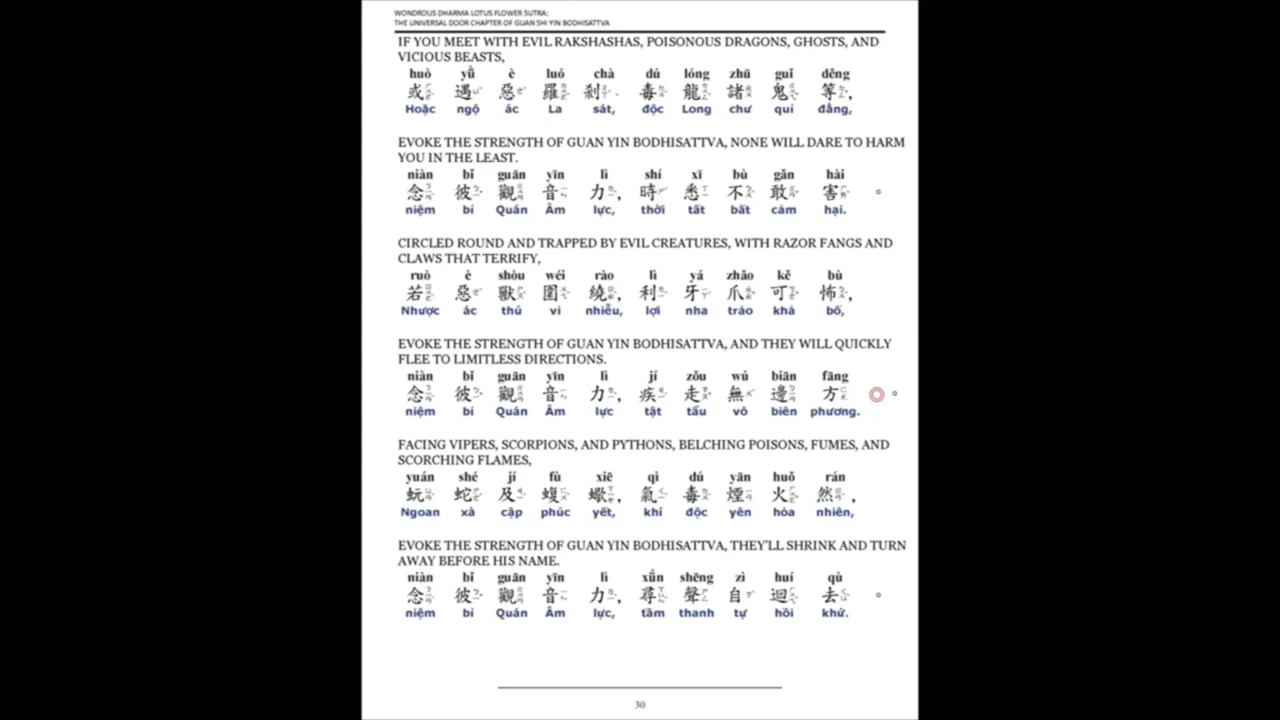 WONDROUS DHARMA LOTUS FLOWER SUTRA:
THE UNIVERSAL DOOR CHAPTER OF GUAN SHI YIN BODHISATTVA
IF YOU MEET WITH EVIL RAKSHASHAS, POISONOUS DRAGONS, GHOSTS, AND
VICIOUS BEASTS,
huò yǜ è luó chà dú lóng zhū guǐ děng
或遇惡羅剎毒龍諸鬼等,
Hoặc ngộ ác La sát, độc Long chư quỉ đẳng,
EVOKE THE STRENGTH OF GUAN YIN BODHISATTVA, NONE WILL DARE TO HARM
YOU IN THE LEAST.
niàn bǐ guān yīn lì shí xī bù gǎn hài
念彼觀音力,時悉不敢害。
niệm bỉ Quán Âm lực, thời tất bất cảm hại.
CIRCLED ROUND AND TRAPPED BY EVIL CREATURES, WITH RAZOR FANGS AND
CLAWS THAT TERRIFY,
ruò è shòu wéi rào lì yá zhǎo kě bù
若惡獸圍繞,利牙爪可怖,
Nhược ác thú vi nhiễu, lợi nha trảo khả bố,
EVOKE THE STRENGTH OF GUAN YIN BODHISATTVA, AND THEY WILL QUICKLY
FLEE TO LIMITLESS DIRECTIONS.
niàn bǐ guān yīn lì jí zǒu wú biān fāng
念彼觀音力疾走無邊方。
niệm bỉ Quán Âm lực tật tẩu vô biên phương.
FACING VIPERS, SCORPIONS, AND PYTHONS, BELCHING POISONS, FUMES, AND
SCORCHING FLAMES,
yuán shé jí fù xiē qì dú yān huǒ rán
蚖蛇及蝮蠍,氣毒煙火然,
Ngoan xà cập phúc yết, khí độc yên hỏa nhiên,
EVOKE THE STRENGTH OF GUAN YIN BODHISATTVA, THEY'LL SHRINK AND TURN
AWAY BEFORE HIS NAME.
niàn bǐ guān yīn lì xǘn shēng zì huí qù
念彼觀音力,尋聲自迴去。
niệm bỉ Quán Âm lực, tầm thanh tự hồi khứ.
30